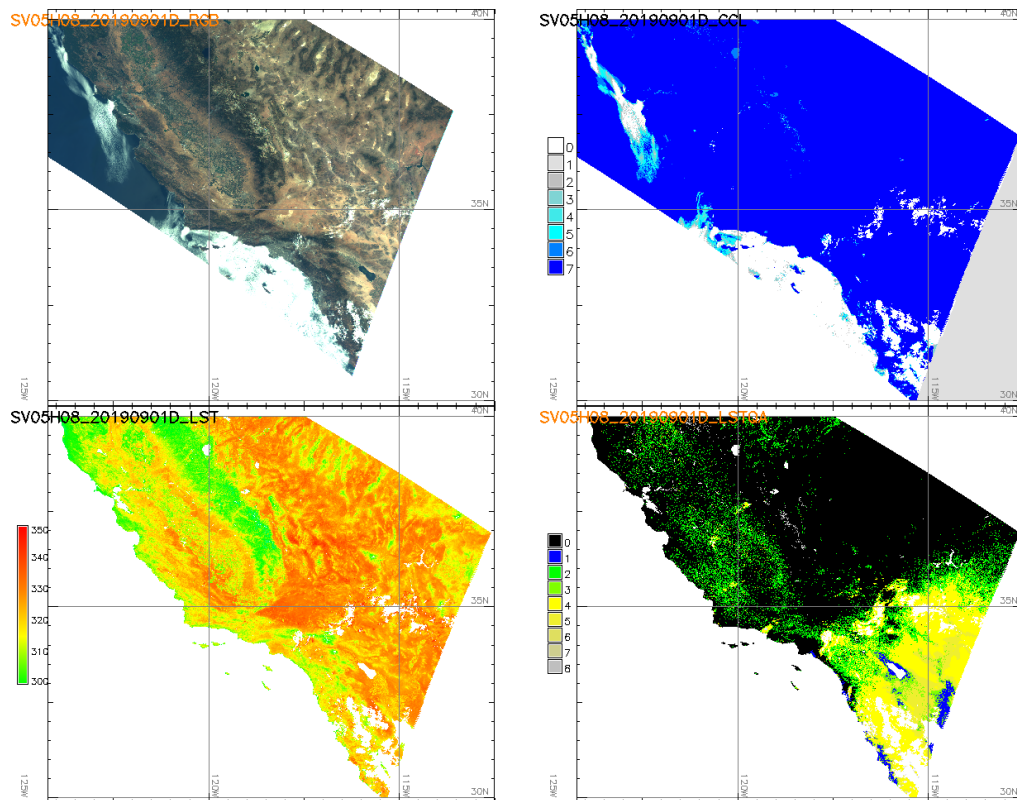 SV05H08_20190901D_RGB
40N
35N
30N
125W
120W
115W
SV05H08_20190901D_CCL
40N
0
1
2
3
4
5
6
7
35N
30N
125W
120W
115W
SV05H08_20190901D_LST
40N
350
340
330
320
310
300
35N
30N
125W
120W
115W
SV05H08_20190901D_LSTQA
40N
0
1
2
3
4
5
6
7
8
35N
30N
125W
120W
115W